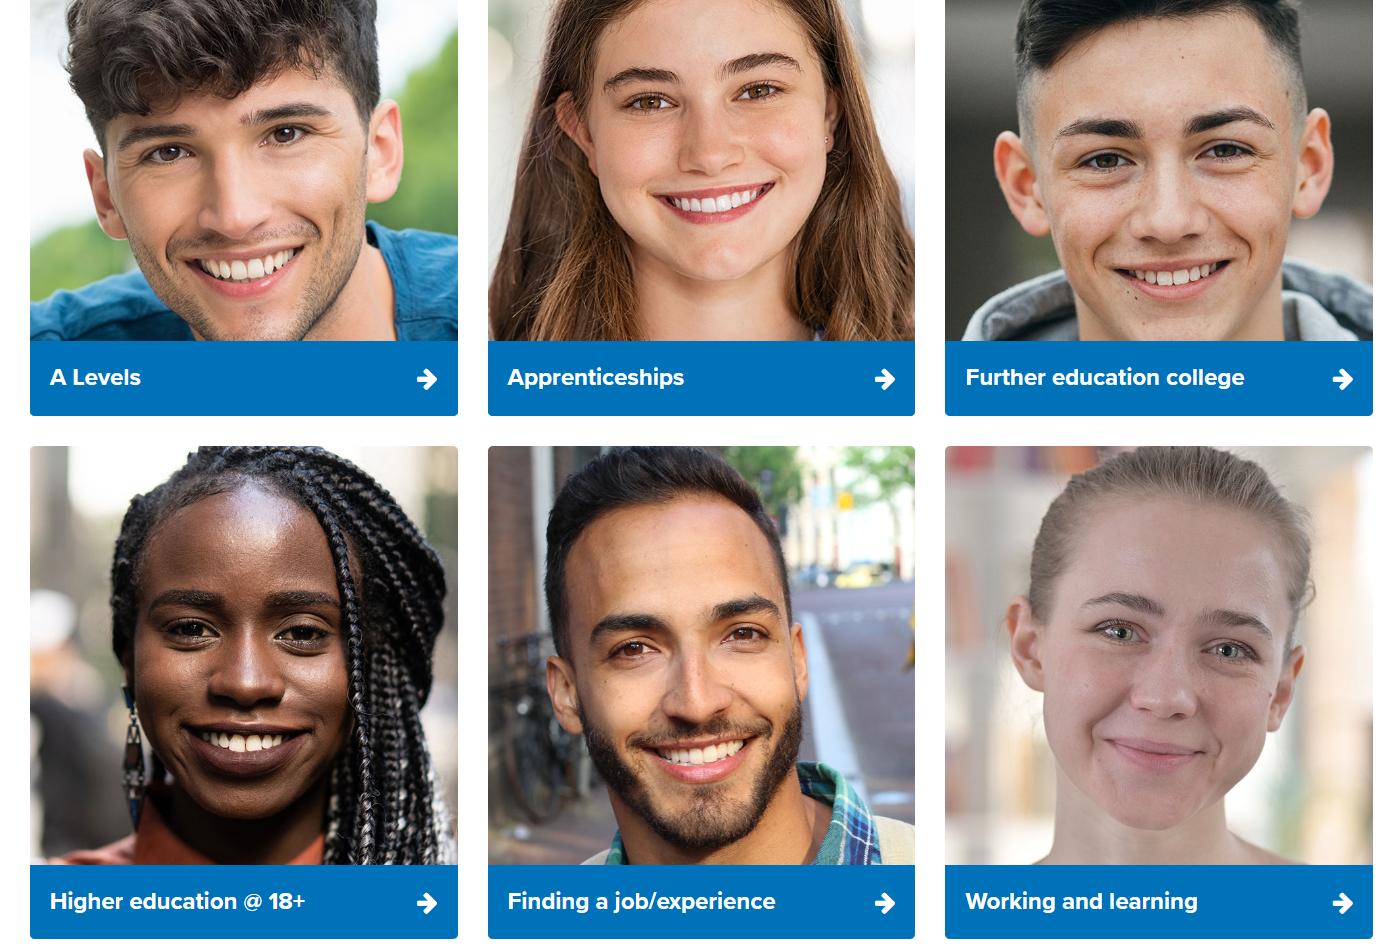 A Levels
Apprenticeships
Further education college
Higher education @ 18+
Finding a job/experience
Working and learning